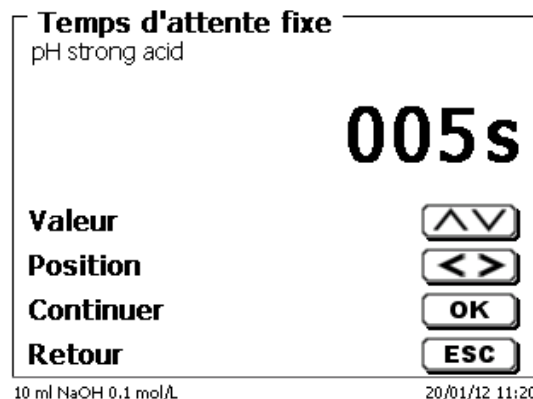 Temps d'attente fixe
pH strong acid
005s
Valeur
Position < >
Continuer OK
Retour ESC
10 ml NaOH 0.1 mol/L 20/01/12 11:20